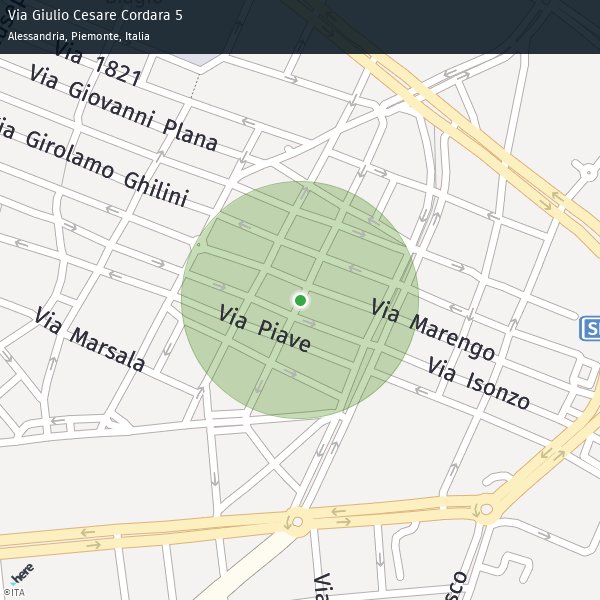 Via Giulio Cesare Cordara 5
Alessandria, Piemonte, Italia
Via 1821
Via Giovanni Plana
Via Girolamo Ghilini
Via Piave
Via Marengo
Via Marsala
Via Isonzo
Via
sco
here
©ITA